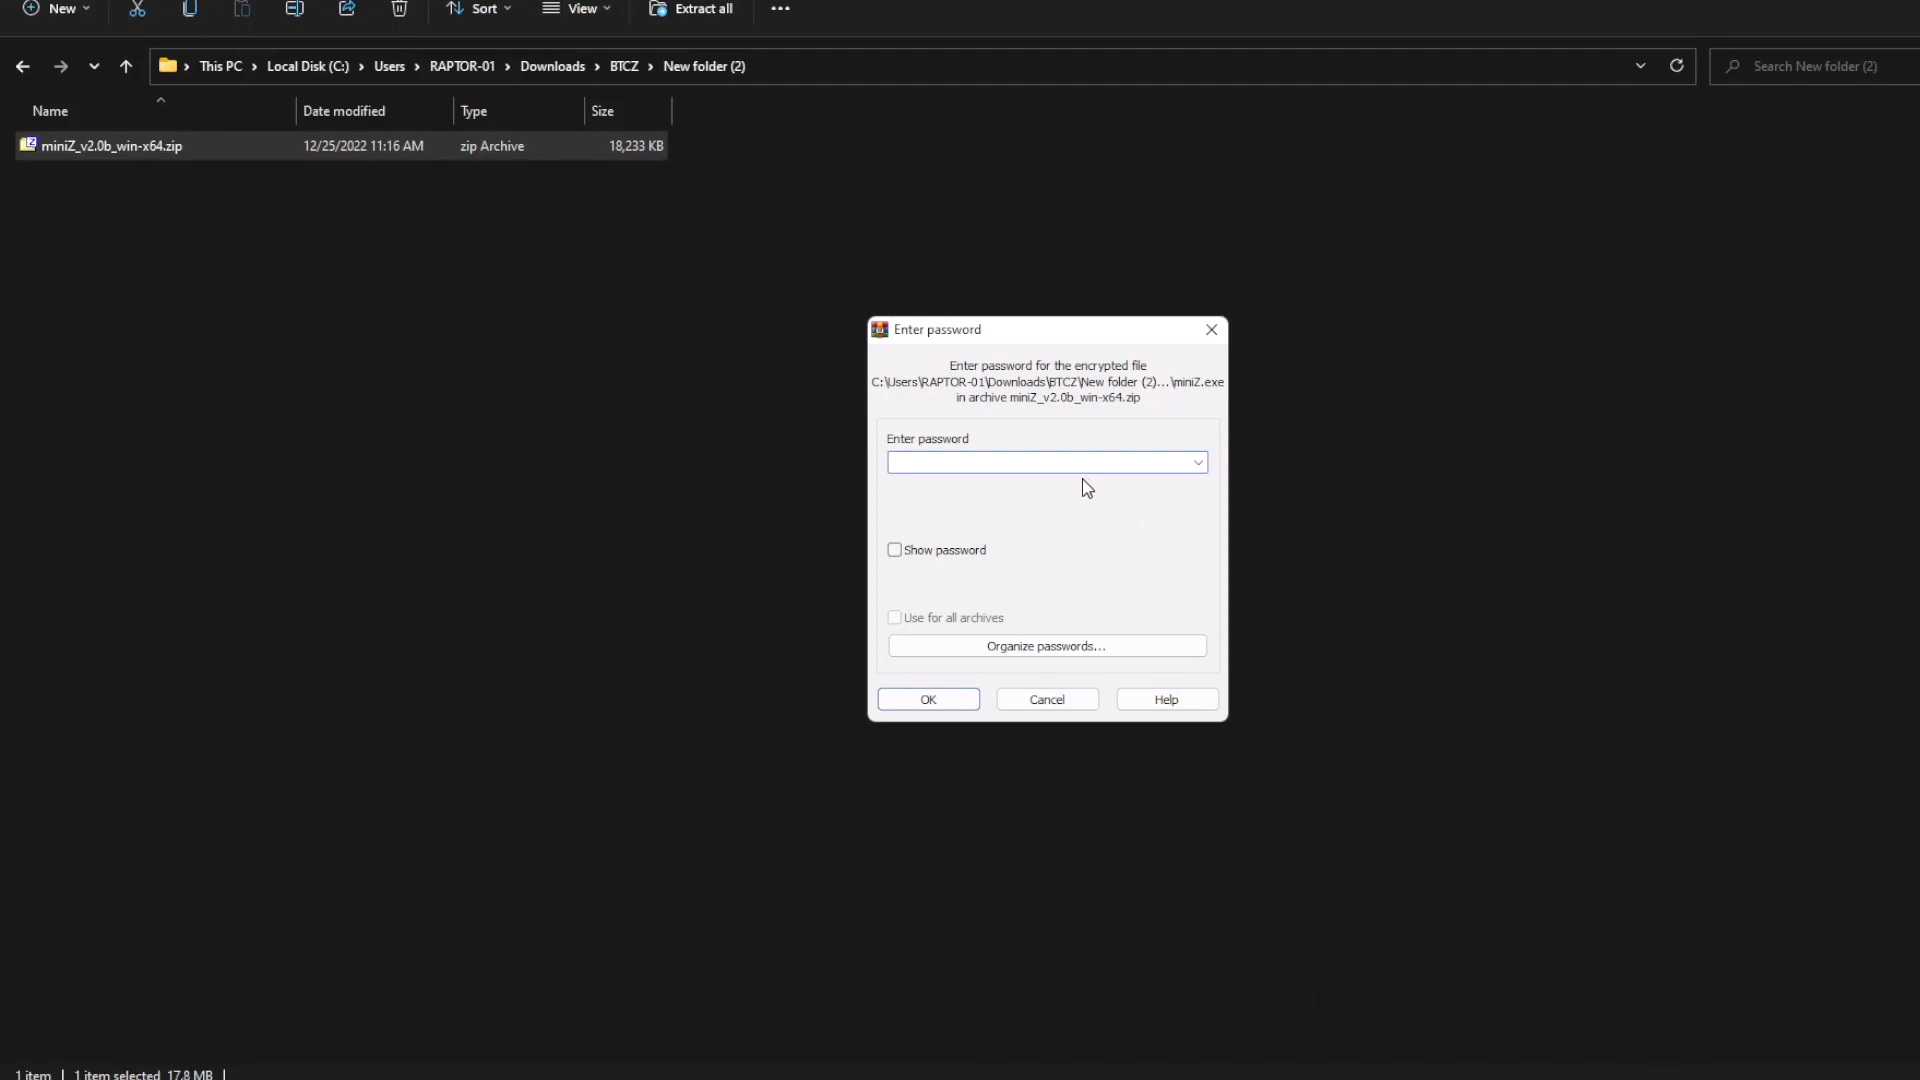 New
Sort
View
Extract all
This PC
Local Disk (C:)
Users
RAPTOR-01
Downloads
BTCZ
New folder (2)
Search New folder (2)
Name
Date modified
Type
Size
miniZ_v2.0b_win-x64.zip
12/25/2022 11:16 AM
zip Archive
18,233 KB
Enter password
Enter password for the encrypted file
C:\Users\RAPTOR-01\Downloads\BTCZ\New folder (2)...\miniZ.exe
in archive miniZ_v2.0b_win-x64.zip
Enter password
Show password
Use for all archives
Organize passwords...
OK
Cancel
Help
1 item
1 item selected 17.8 MB